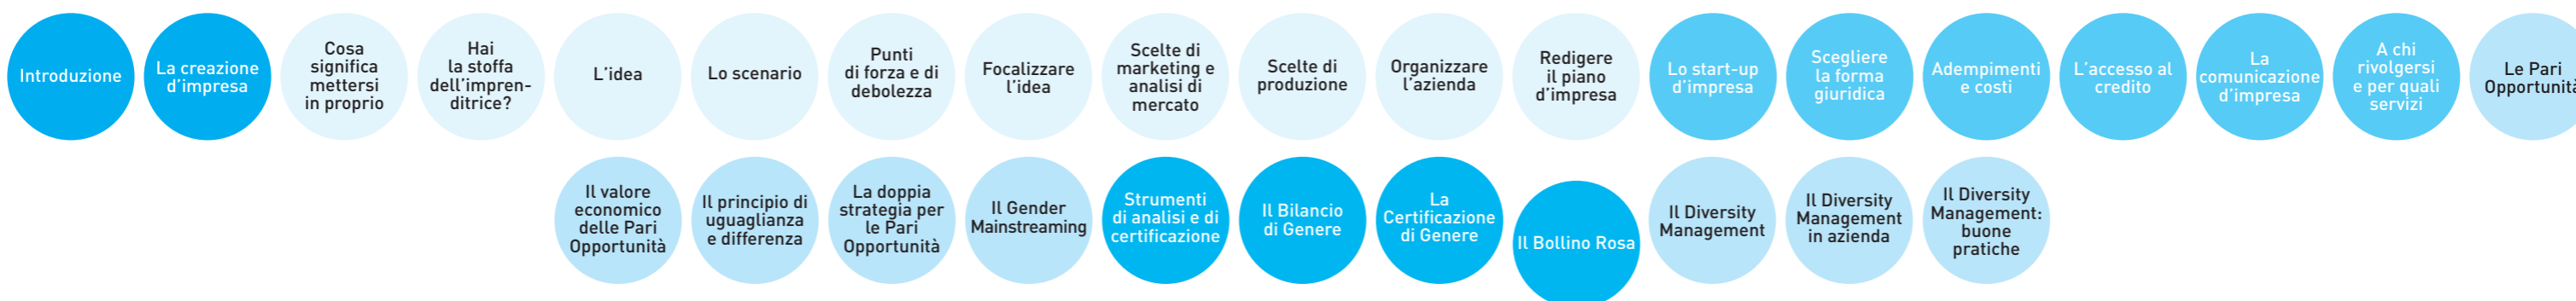 Introduzione
La creazione
d’impresa
Cosa
significa
mettersi
in proprio
Hai
la stoffa
dell’impren-
ditrice?
L’idea
Lo scenario
Punti
di forza e di
debolezza
Focalizzare
l’idea
Scelte di
marketing e
analisi di
mercato
Scelte di
produzione
Organizzare
l’azienda
Redigere
il piano
d’impresa
Lo start-up
d’impresa
Scegliere
la forma
giuridica
Adempimenti
e costi
L’accesso al
credito
La
comunicazione
d’impresa
A chi
rivolgersi
e per quali
servizi
Le Pari
Opportunità
Il valore
economico
delle Pari
Opportunità
Il principio di
uguaglianza
e differenza
La doppia
strategia per
le Pari
Opportunità
Il Gender
Mainstreaming
Strumenti
di analisi e di
certificazione
Il Bilancio
di Genere
La
Certificazione
di Genere
Il Bollino Rosa
Il Diversity
Management
Il Diversity
Management
in azienda
Il Diversity
Management:
buone
pratiche